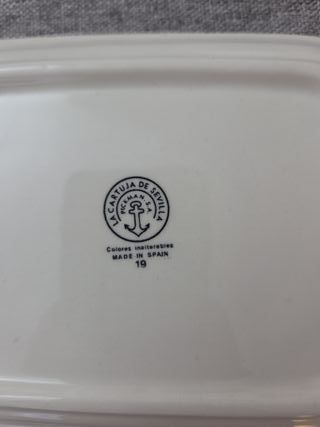 LA CARTUJA DE SEVILLA
PICKMAN, S.A.
Colores inalterables
MADE IN SPAIN
19